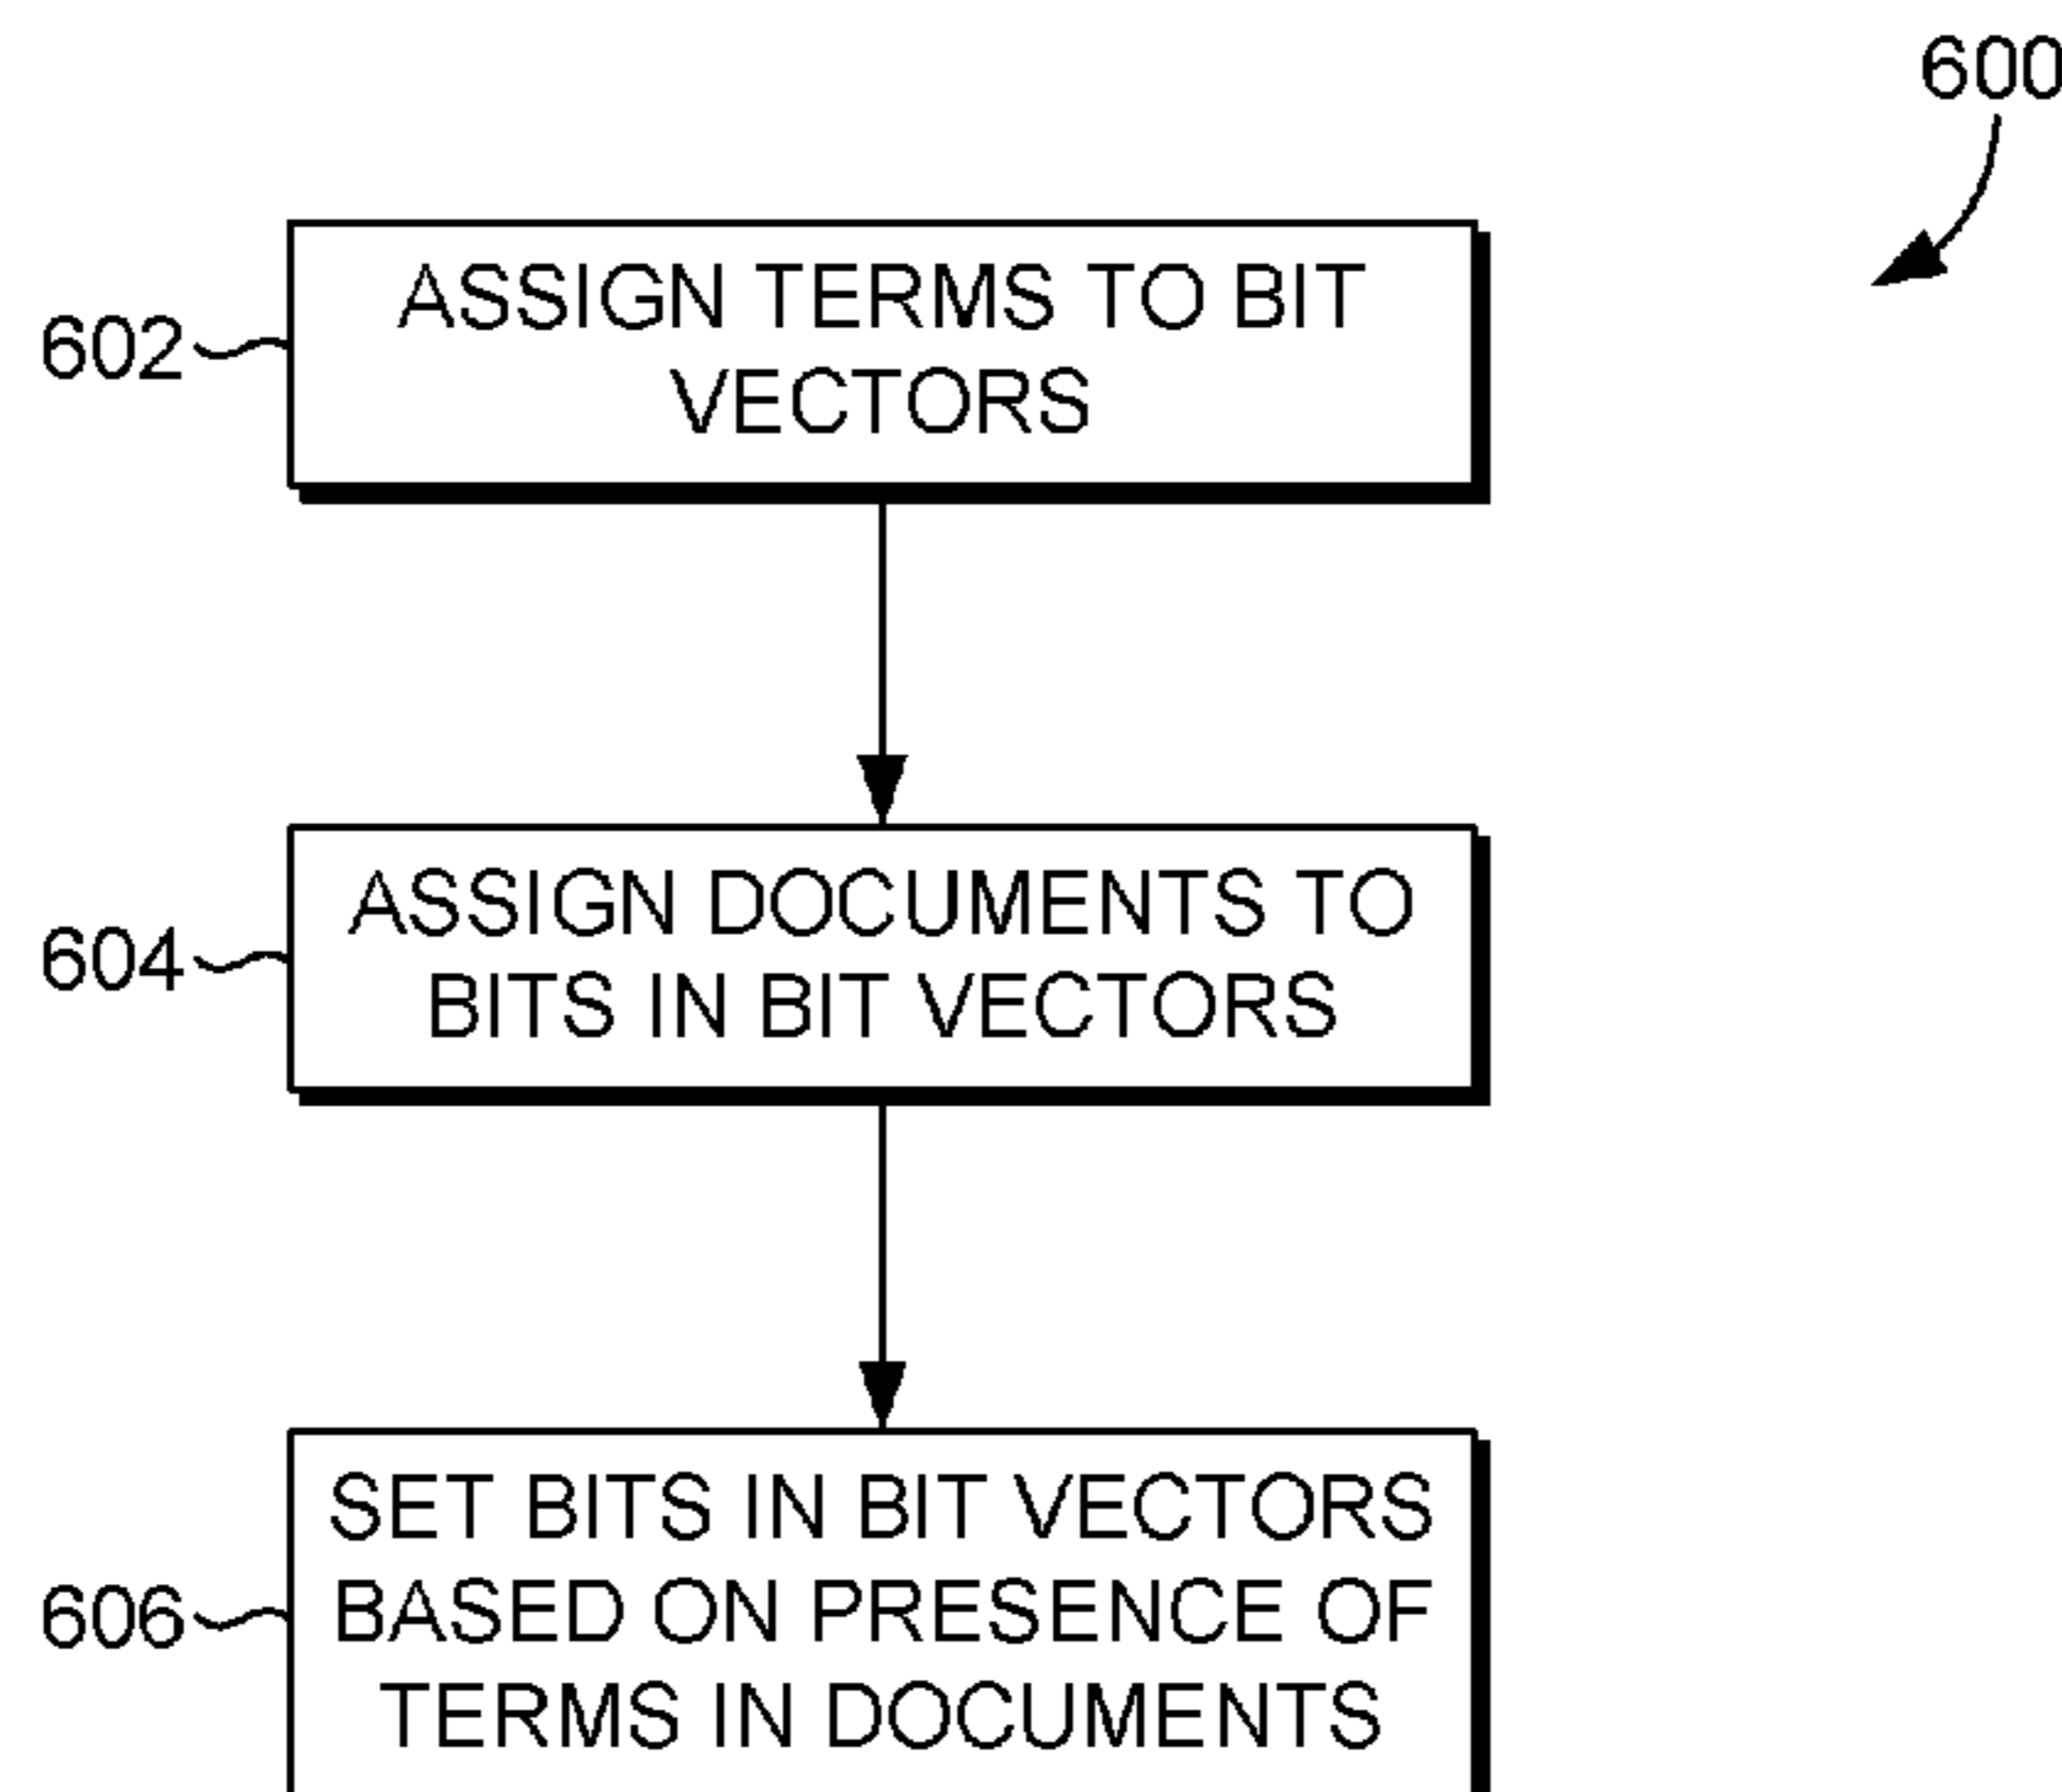 600
602
ASSIGN TERMS TO BIT
VECTORS
604
ASSIGN DOCUMENTS TO
BITS IN BIT VECTORS
606
SET BITS IN BIT VECTORS
BASED ON PRESENCE OF
TERMS IN DOCUMENTS